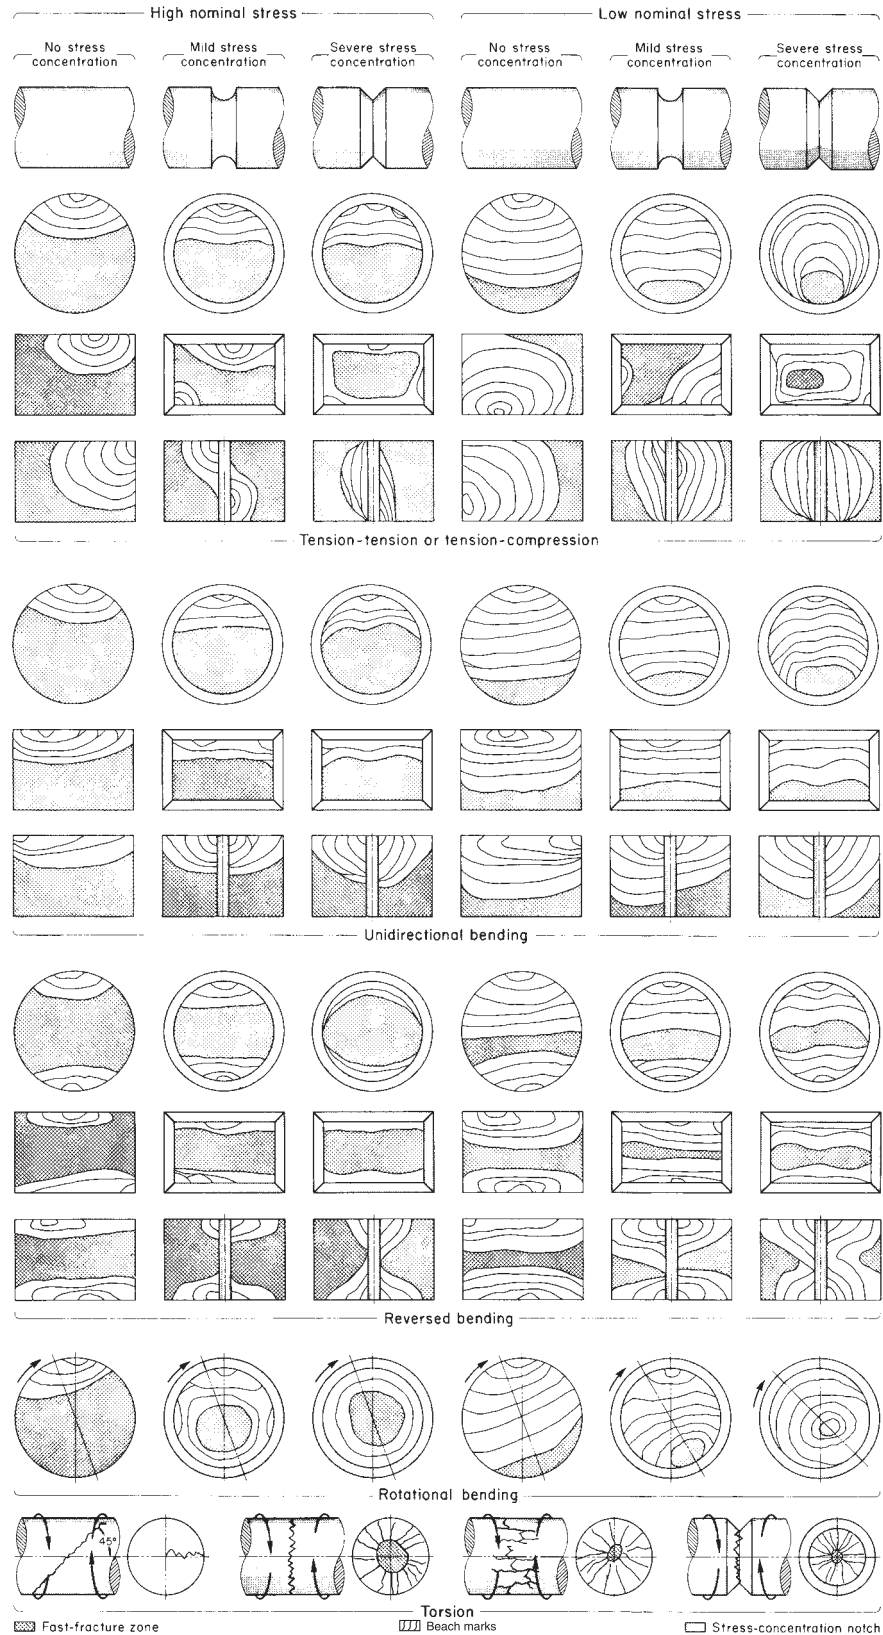 High nominal stress
Low nominal stress
No stress
concentration
Mild stress
concentration
Severe stress
concentration
No stress
concentration
Mild stress
concentration
Severe stress
concentration
Tension-tension or tension-compression
Unidirectional bending
Reversed bending
Rotational bending
45°
Torsion
Fast-fracture zone
Beach marks
Stress-concentration notch